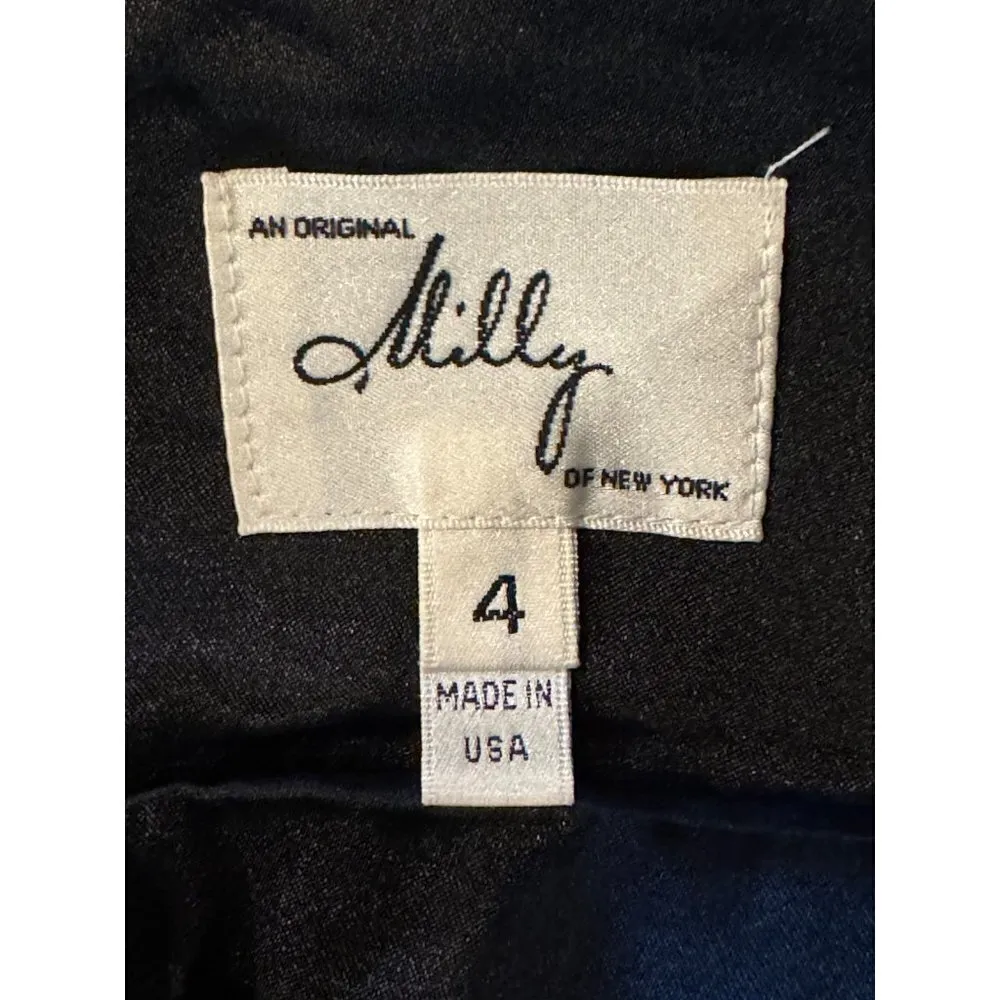 AN ORIGINAL
Milly
OF NEW YORK
4
MADE IN
USA